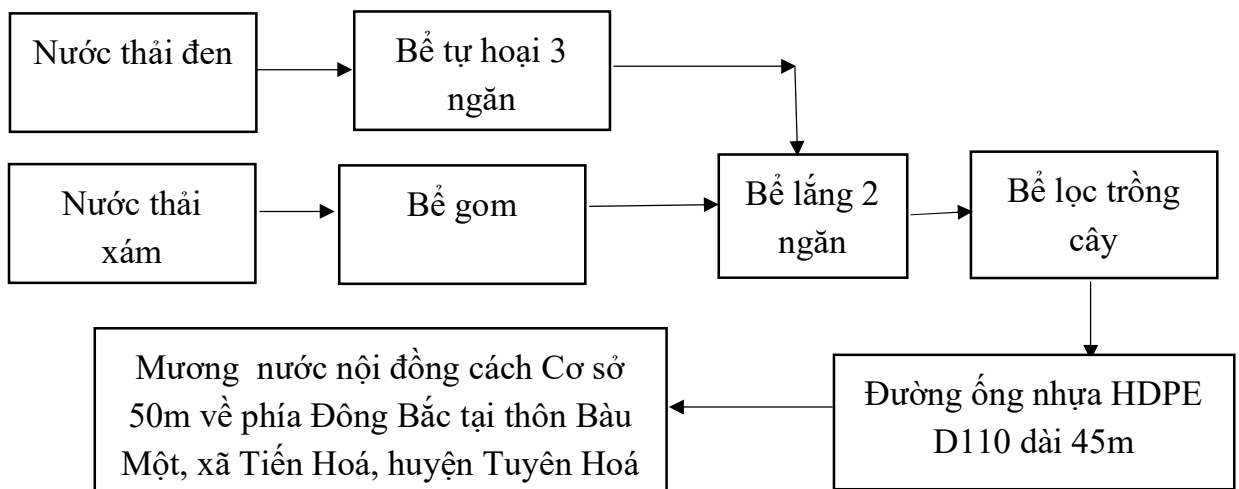 Nước thải đen
Bể tự hoại 3
ngăn
Nước thải
xám
Bể gom
Bể lắng 2
ngăn
Bể lọc trồng
cây
Đường ống nhựa HDPE
D110 dài 45m
Mương nước nội đồng cách Cơ sở
50m về phía Đông Bắc tại thôn Bàu
Một, xã Tiến Hoá, huyện Tuyên Hoá